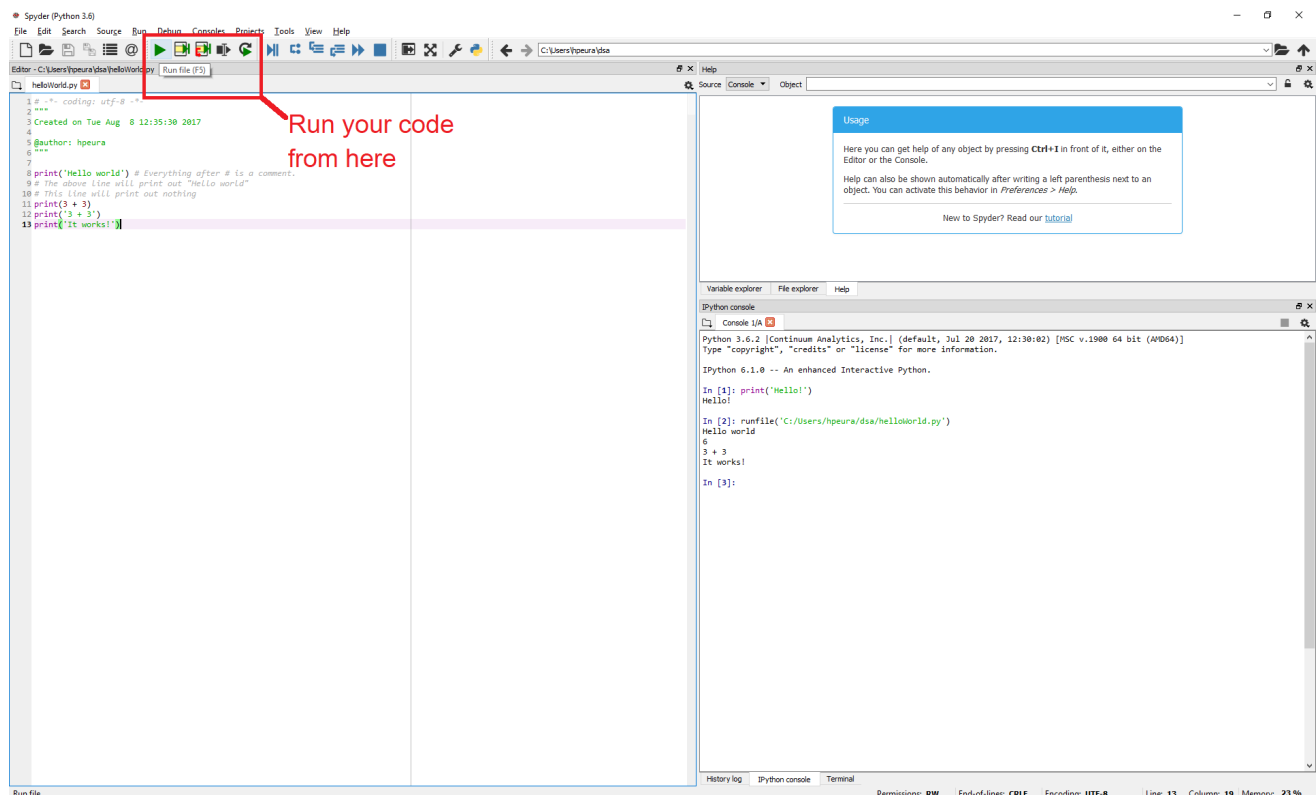 Spyder (Python 3.6)
File Edit Search Source Run Debug Consoles Projects Tools View Help
C:\Users\hpeura\dsa
Editor - C:\Users\hpeura\dsa\helloWorld.py
Run file (F5)
helloWorld.py
1 # -*- coding: utf-8 -*-
2 """
3 Created on Tue Aug  8 12:35:30 2017
4
5 @author: hpeura
6 """
7
8 print('Hello world') # Everything after # is a comment.
9 # The above line will print out "Hello world"
10 # This line will print out nothing
11 print(3 + 3)
12 print('3 + 3')
13 print('It works!')
Run your code
from here
Help
Source Console Object
Usage
Here you can get help of any object by pressing Ctrl+I in front of it, either on the
Editor or the Console.
Help can also be shown automatically after writing a left parenthesis next to an
object. You can activate this behavior in Preferences > Help.
New to Spyder? Read our tutorial
Variable explorer File explorer Help
IPython console
Console 1/A
Python 3.6.2 |Continuum Analytics, Inc.| (default, Jul 20 2017, 12:30:02) [MSC v.1900 64 bit (AMD64)]
Type "copyright", "credits" or "license" for more information.
IPython 6.1.0 -- An enhanced Interactive Python.
In [1]: print('Hello!')
Hello!
In [2]: runfile('C:/Users/hpeura/dsa/helloWorld.py')
Hello world
6
3 + 3
It works!
In [3]:
History log IPython console Terminal
Run file
Permissions: RW End-of-lines: CRLF Encoding: UTF-8 Line: 13 Column: 19 Memory: 23 %